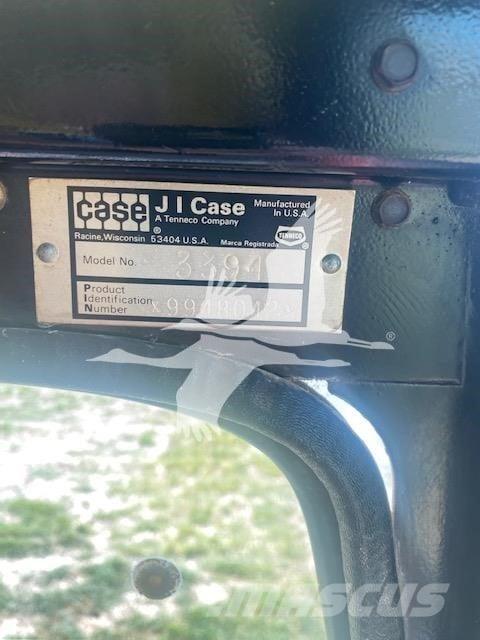 case
®
J I Case
A Tenneco Company
Manufactured
In U.S.A.
TENNECO
Racine, Wisconsin 53404 U.S.A.
Marca Registrada
Model No. 3394
Product
Identification
Number x9948042x
®
MASCUS